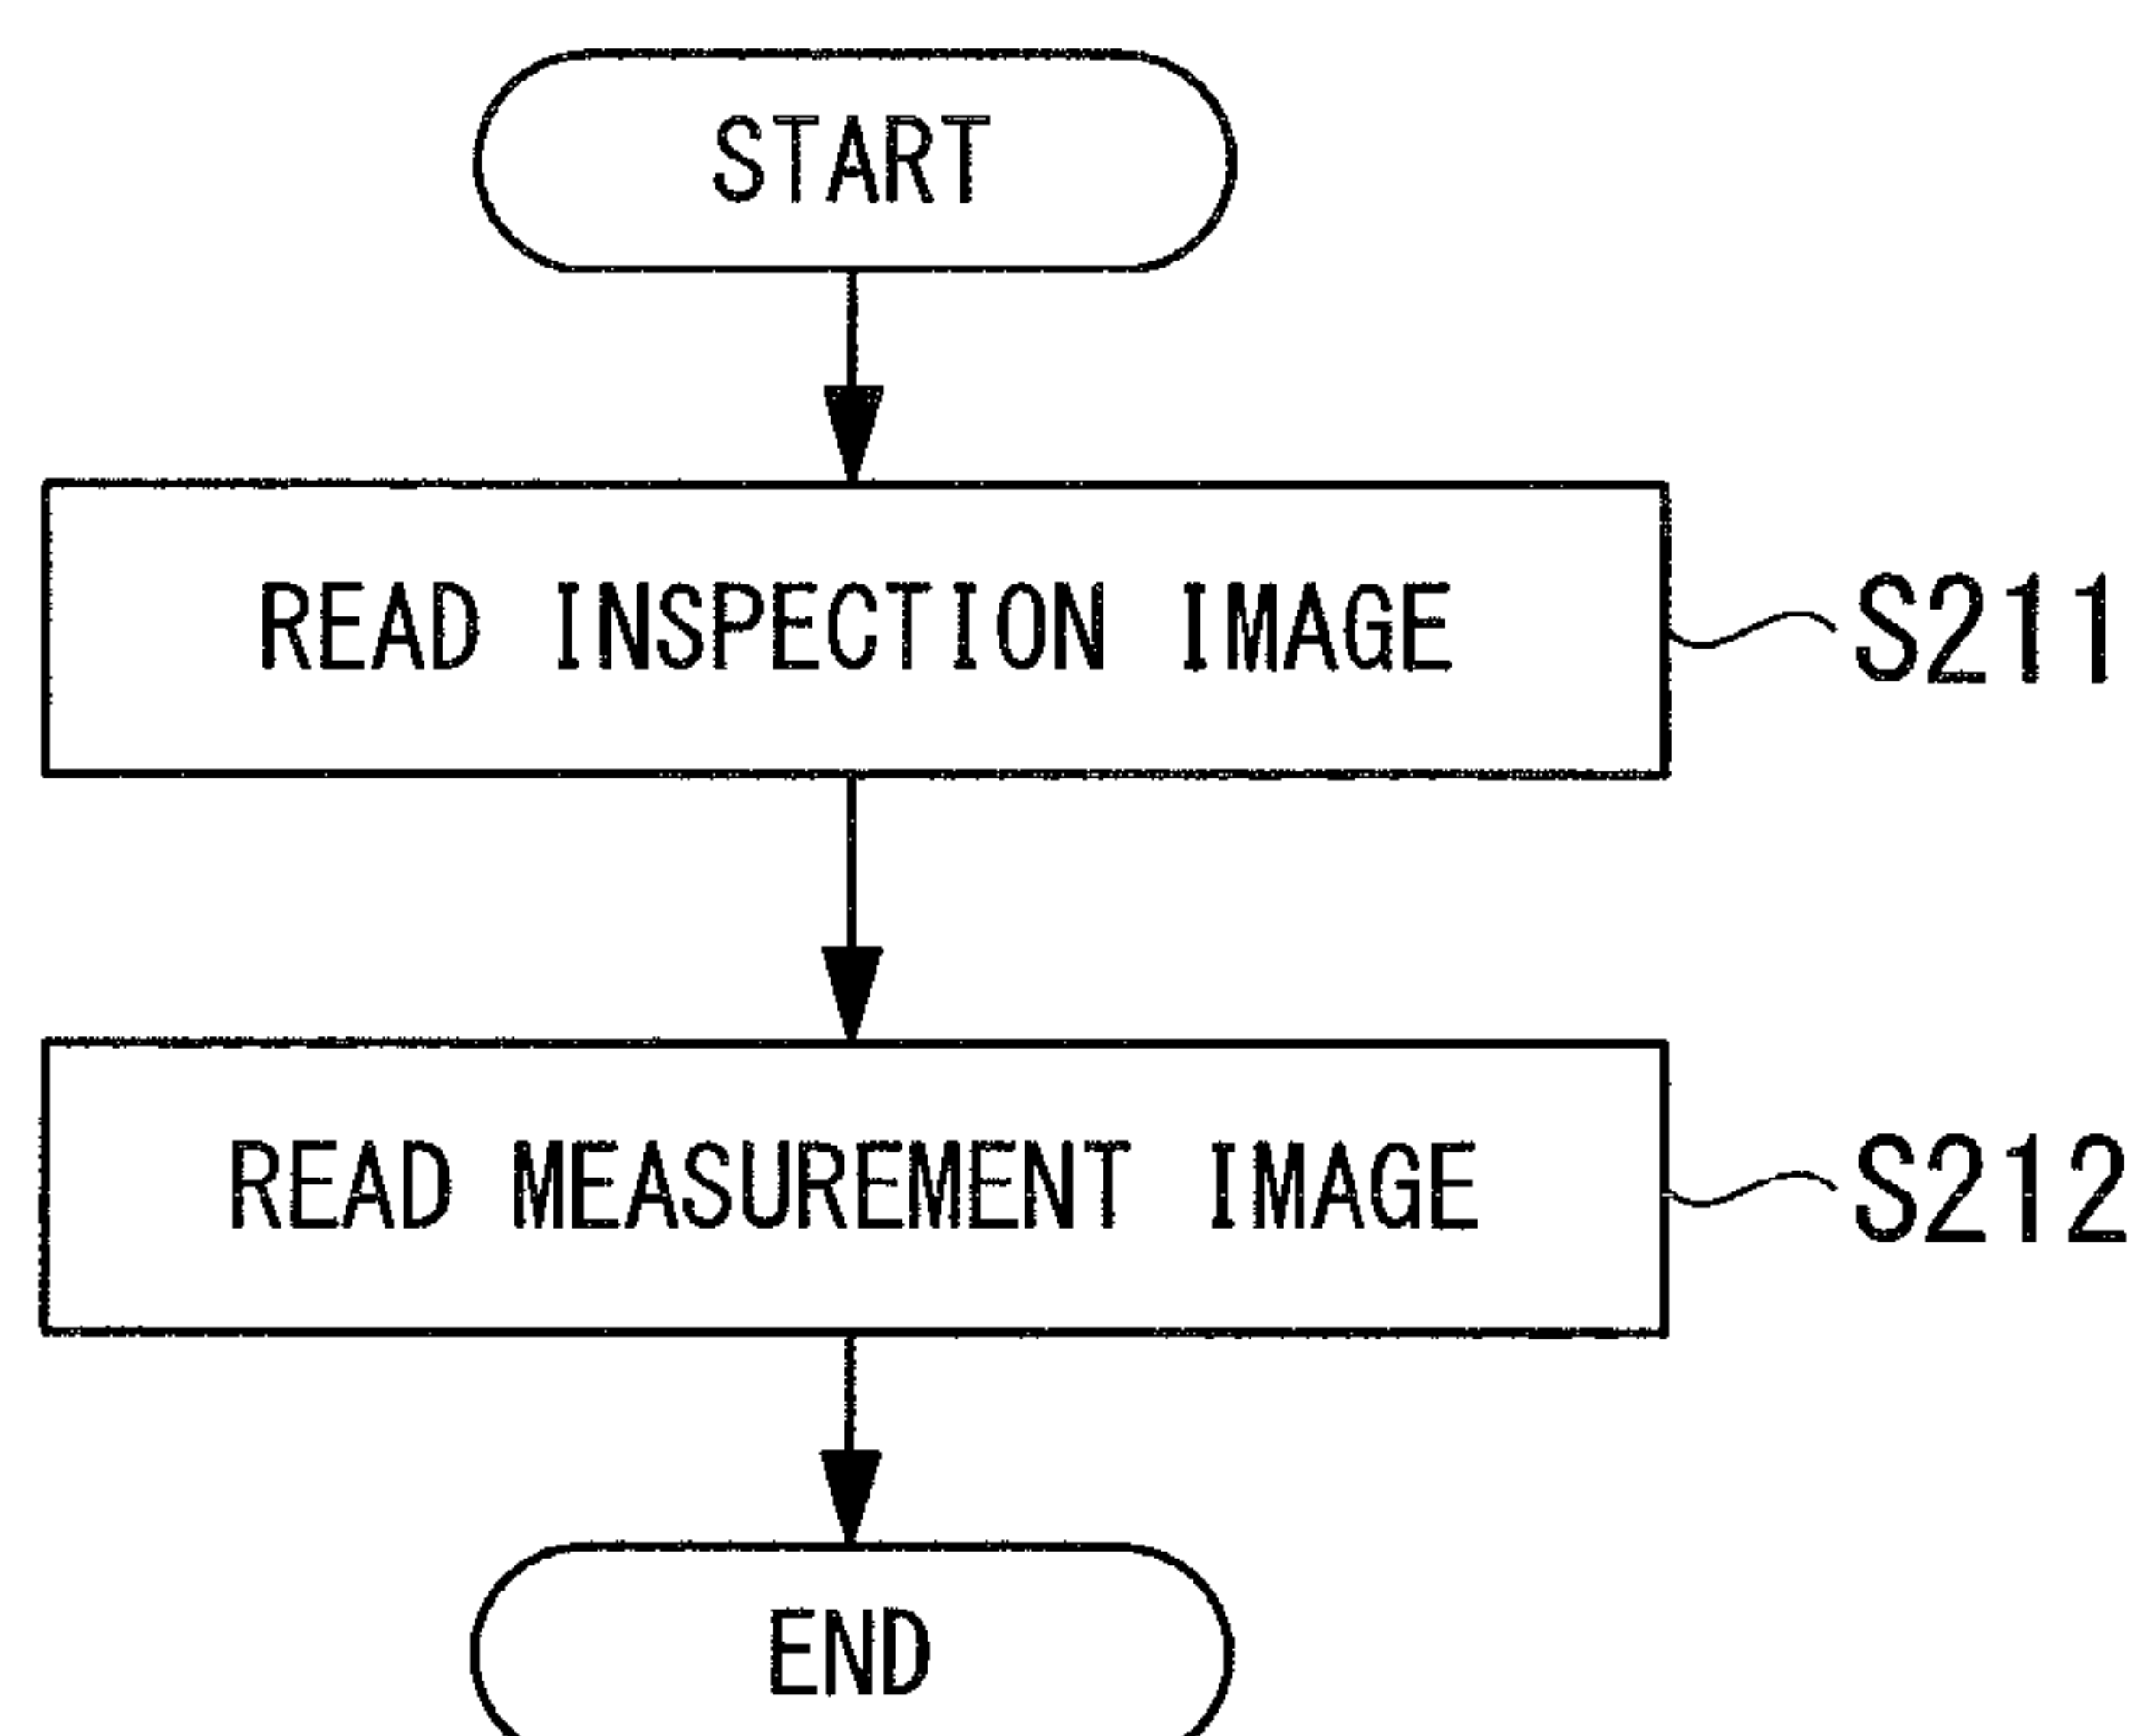 START
READ INSPECTION IMAGE
S211
READ MEASUREMENT IMAGE
S212
END